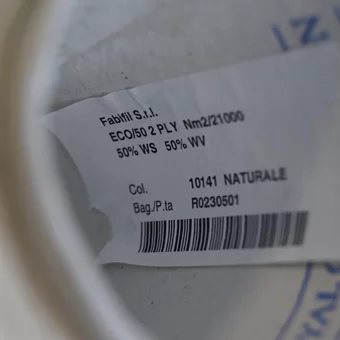 Fabifil S.r.l.
ECO/50 2 PLY Nm2/21000
50% WS 50% WV
Col. 10141 NATURALE
Bag./P.ta R0230501